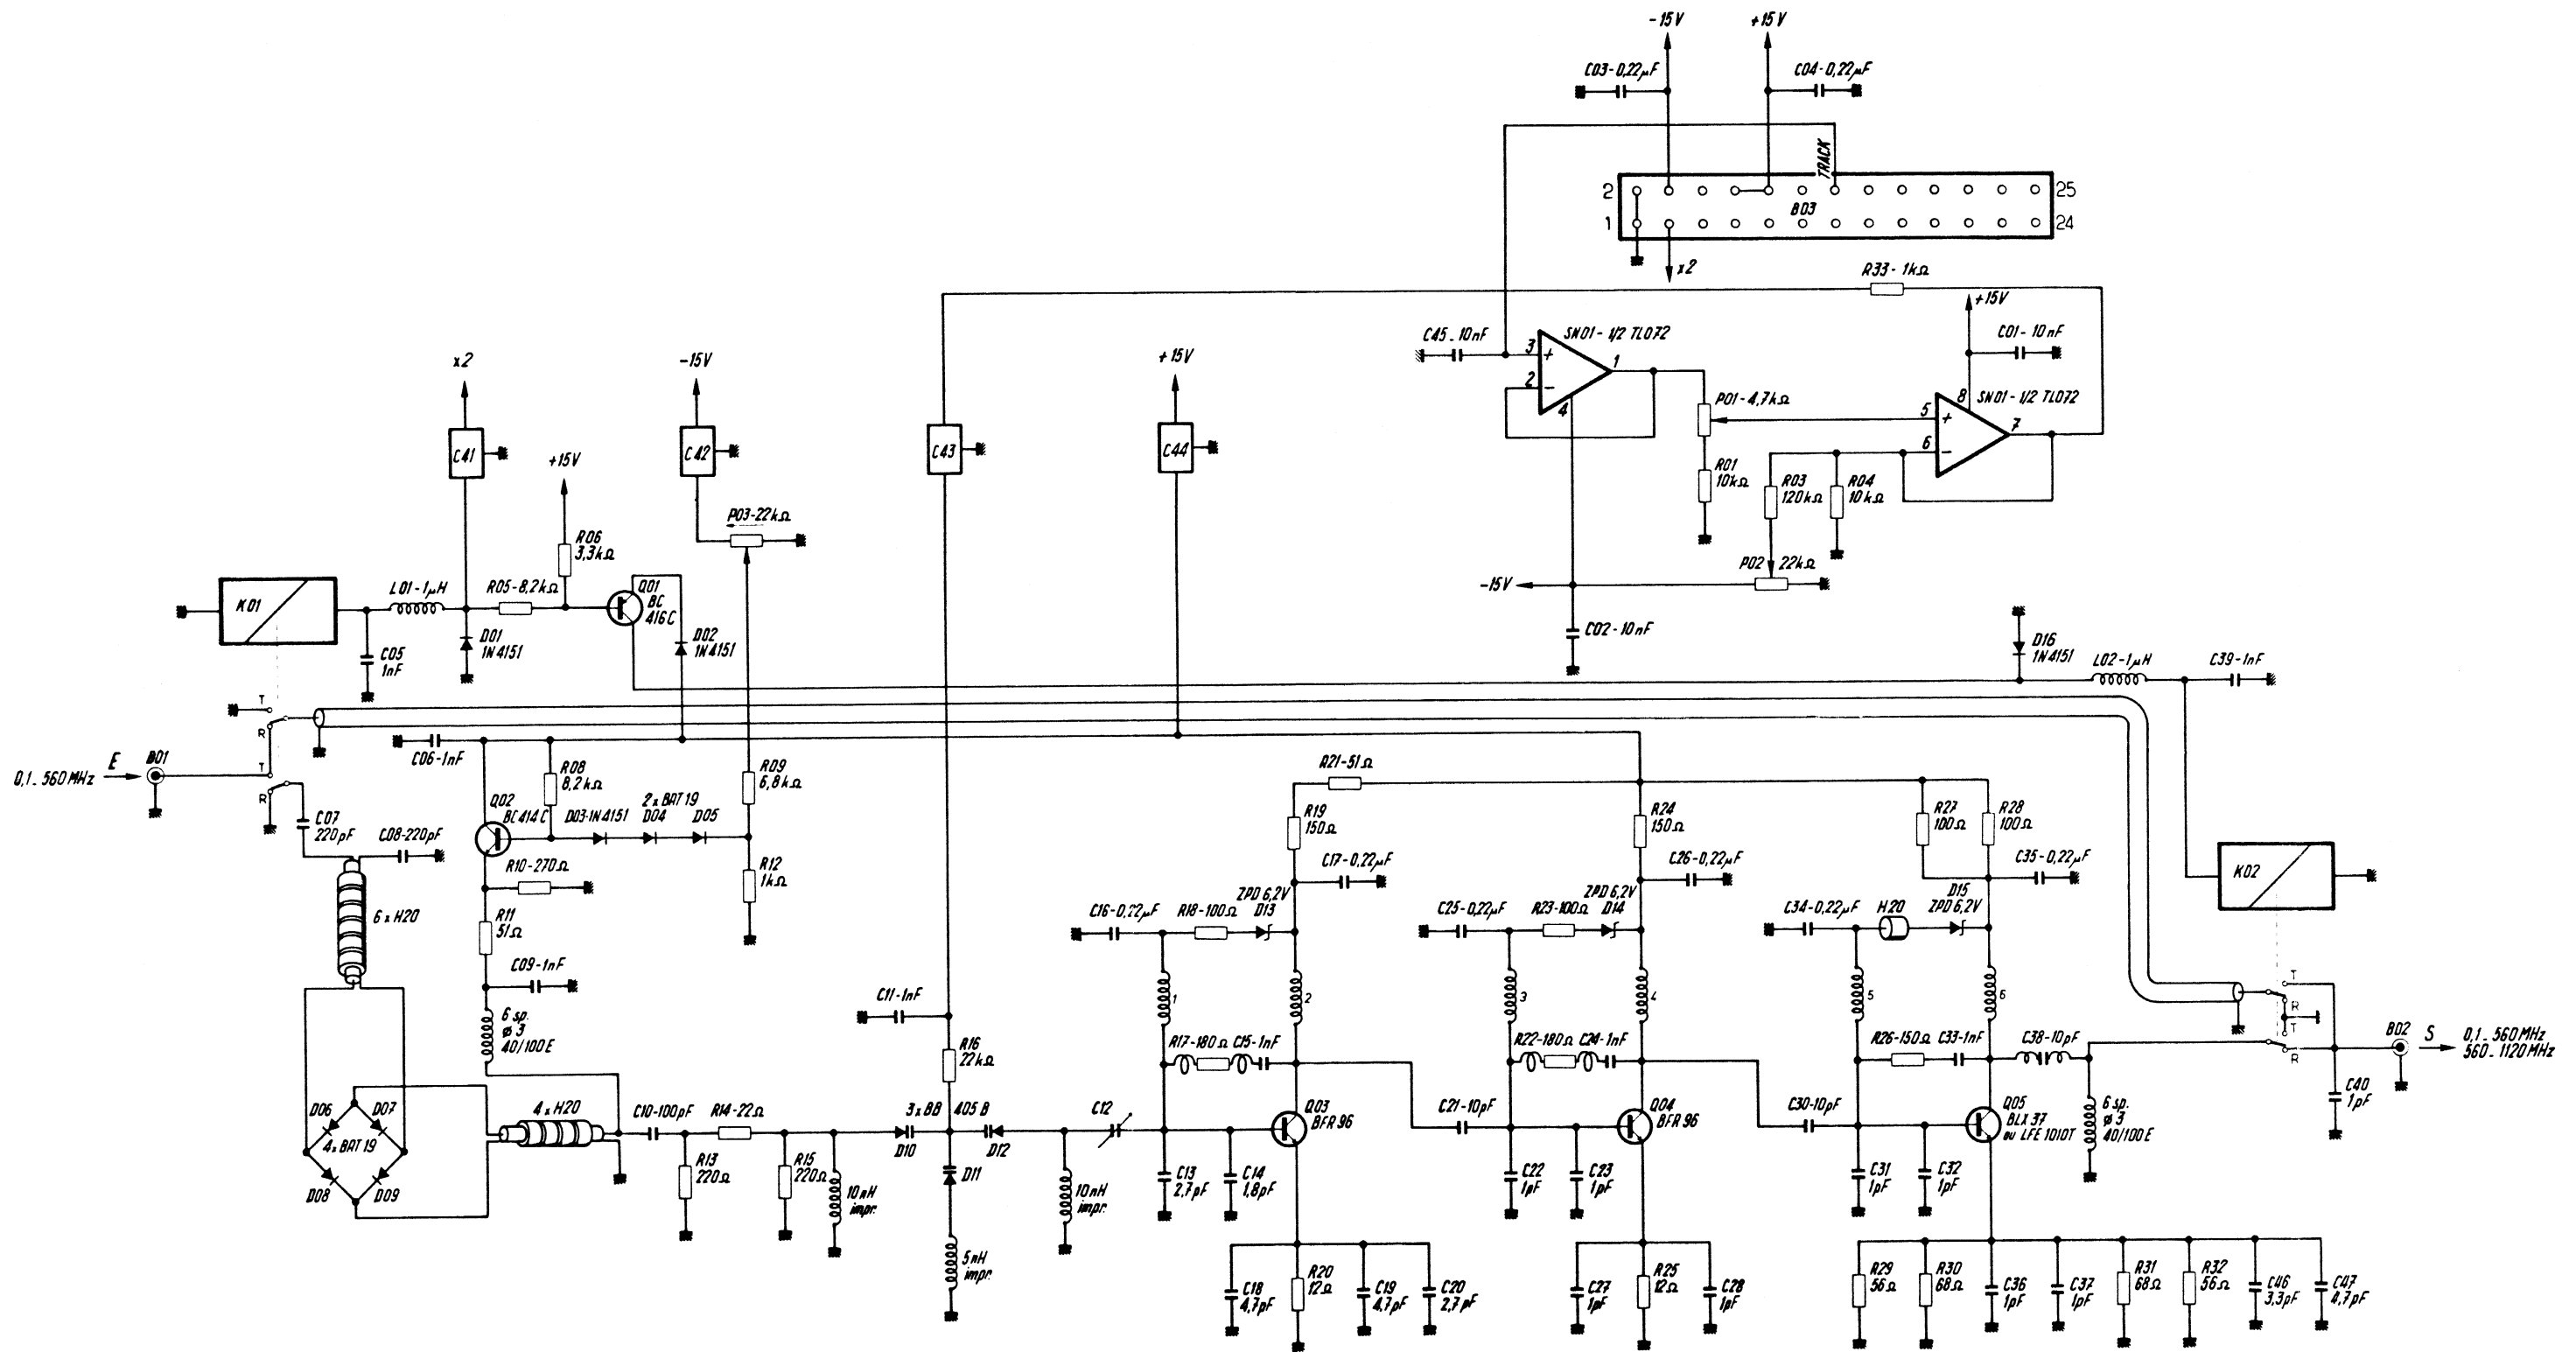 -15V
+15V
C03-0,22µF
C04-0,22µF
TRACK
2
25
B03
1
24
x2
R33-1kΩ
+15V
C45-10nF
SN01-1/2 TL072
C01-10nF
3
+
1
2
-
4
P01-4,7kΩ
8
SN01-1/2 TL072
5
+
7
6
-
R01
10kΩ
R03
120kΩ
R04
10kΩ
P02
22kΩ
-15V
C02-10nF
x2
-15V
+15V
C41
C42
C43
C44
+15V
P03-22kΩ
R06
3,3kΩ
K01
L01-1µH
R05-8,2kΩ
Q01
BC
416C
D01
1N4151
D02
1N4151
C05
1nF
D16
1N4151
L02-1µH
C39-1nF
T
R
0,1_560MHz
E
B01
T
R
C06-1nF
R08
8,2kΩ
R09
6,8kΩ
R21-51Ω
C07
220pF
C08-220pF
Q02
BC414C
D03-1N4151
2xBAT19
D04
D05
R19
150Ω
R24
150Ω
R27
100Ω
R28
100Ω
R10-270Ω
R12
1kΩ
C17-0,22µF
C26-0,22µF
C35-0,22µF
K02
6xH20
R11
51Ω
C16-0,22µF
R18-100Ω
ZPD6,2V
D13
C25-0,22µF
R23-100Ω
ZPD6,2V
D14
C34-0,22µF
H20
D15
ZPD6,2V
C09-1nF
C11-1nF
1
2
3
4
5
6
T
R
T
R
6 sp.
ø3
40/100E
R16
22kΩ
R17-180Ω
C15-1nF
R22-180Ω
C24-1nF
R26-150Ω
C33-1nF
C38-10pF
B02
S
0,1_560MHz
560_1120MHz
C40
1pF
D06
D07
4xBAT19
D08
D09
4xH20
C10-100pF
R14-22Ω
3xBB 405B
D10
D12
C12
Q03
BFR96
C21-10pF
Q04
BFR96
C30-10pF
Q05
BLX37
ou LFE1010T
6 sp.
ø3
40/100E
R13
220Ω
R15
220Ω
10nH
impr.
D11
10nH
impr.
C13
2,7pF
C14
1,8pF
C22
1pF
C23
1pF
C31
1pF
C32
1pF
5nH
impr.
C18
4,7pF
R20
12Ω
C19
4,7pF
C20
2,7pF
C27
1pF
R25
12Ω
C28
1pF
R29
56Ω
R30
68Ω
C36
1pF
C37
1pF
R31
68Ω
R32
56Ω
C46
3,3pF
C47
4,7pF